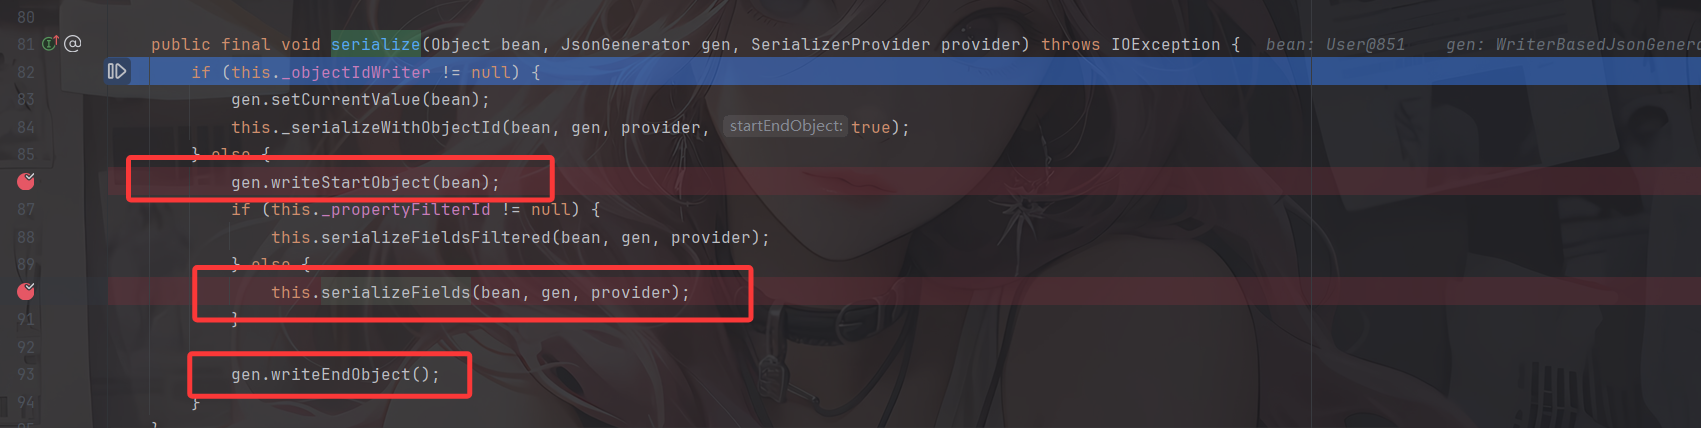 80
81 public final void serialize(Object bean, JsonGenerator gen, SerializerProvider provider) throws IOException { bean: User@851 gen: WriterBasedJsonGenera
82 if (this._objectIdWriter != null) {
83 gen.setCurrentValue(bean);
84 this._serializeWithObjectId(bean, gen, provider, startEndObject: true);
85 } else {
gen.writeStartObject(bean);
87 if (this._propertyFilterId != null) {
88 this.serializeFieldsFiltered(bean, gen, provider);
89 } else {
this.serializeFields(bean, gen, provider);
91 }
92
93 gen.writeEndObject();
94 }
95 }